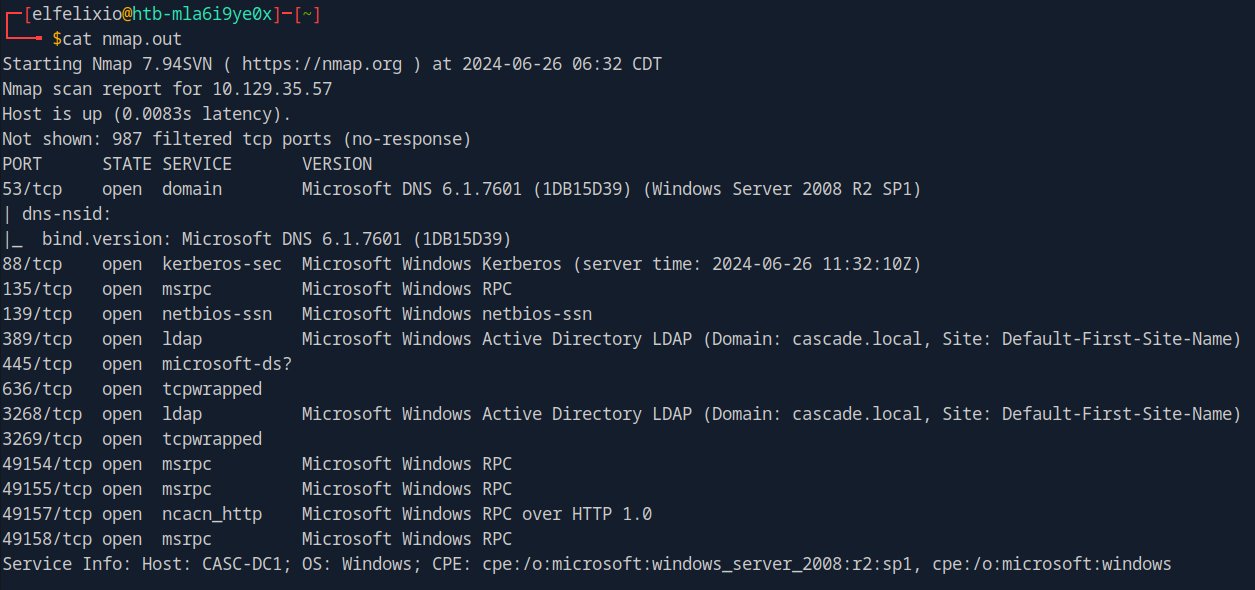 [elfelixio@htb-mla6i9ye0x]─[~]
$cat nmap.out
Starting Nmap 7.94SVN ( https://nmap.org ) at 2024-06-26 06:32 CDT
Nmap scan report for 10.129.35.57
Host is up (0.0083s latency).
Not shown: 987 filtered tcp ports (no-response)
PORT      STATE SERVICE       VERSION
53/tcp    open  domain        Microsoft DNS 6.1.7601 (1DB15D39) (Windows Server 2008 R2 SP1)
| dns-nsid:
|_  bind.version: Microsoft DNS 6.1.7601 (1DB15D39)
88/tcp    open  kerberos-sec  Microsoft Windows Kerberos (server time: 2024-06-26 11:32:10Z)
135/tcp   open  msrpc         Microsoft Windows RPC
139/tcp   open  netbios-ssn   Microsoft Windows netbios-ssn
389/tcp   open  ldap          Microsoft Windows Active Directory LDAP (Domain: cascade.local, Site: Default-First-Site-Name)
445/tcp   open  microsoft-ds?
636/tcp   open  tcpwrapped
3268/tcp  open  ldap          Microsoft Windows Active Directory LDAP (Domain: cascade.local, Site: Default-First-Site-Name)
3269/tcp  open  tcpwrapped
49154/tcp open  msrpc         Microsoft Windows RPC
49155/tcp open  msrpc         Microsoft Windows RPC
49157/tcp open  ncacn_http    Microsoft Windows RPC over HTTP 1.0
49158/tcp open  msrpc         Microsoft Windows RPC
Service Info: Host: CASC-DC1; OS: Windows; CPE: cpe:/o:microsoft:windows_server_2008:r2:sp1, cpe:/o:microsoft:windows